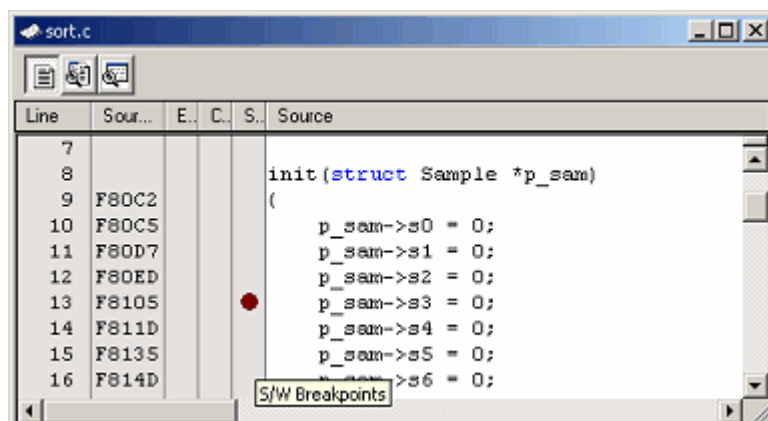 sort.c
Line Sour... E.. C.. S.. Source
7
8 init(struct Sample *p_sam)
9 F80C2 {
10 F80C5 p_sam->s0 = 0;
11 F80D7 p_sam->s1 = 0;
12 F80ED p_sam->s2 = 0;
13 F8105 p_sam->s3 = 0;
14 F811D p_sam->s4 = 0;
15 F8135 p_sam->s5 = 0;
16 F814D >s6 = 0;
S/W Breakpoints